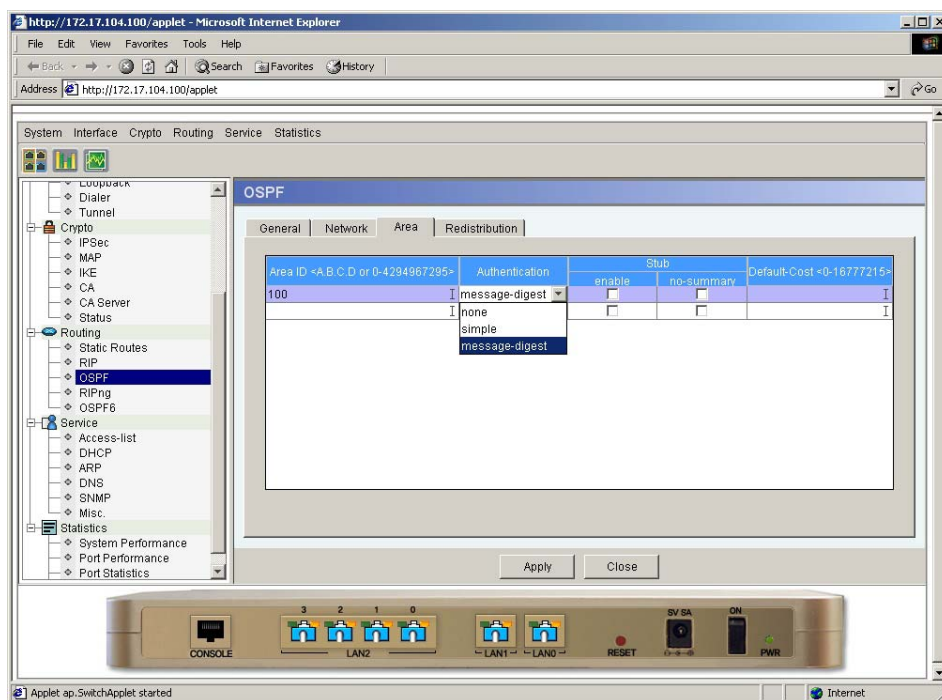 http://172.17.104.100/applet - Microsoft Internet Explorer
File Edit View Favorites Tools Help
Back Search Favorites History
Address http://172.17.104.100/applet Go
System Interface Crypto Routing Service Statistics
Loopback
Dialer
Tunnel
Crypto
IPSec
MAP
IKE
CA
CA Server
Status
Routing
Static Routes
RIP
OSPF
RIPng
OSPF6
Service
Access-list
DHCP
ARP
DNS
SNMP
Misc.
Statistics
System Performance
Port Performance
Port Statistics
OSPF
General Network Area Redistribution
Area ID <A.B.C.D or 0-4294967295> Authentication Stub Default-Cost <0-16777215>
enable no-summary
100 message-digest
none
simple
message-digest
Apply Close
3 2 1 0 5V 5A ON
CONSOLE LAN2 LAN1 LAN0 RESET PWR
Applet ap.SwitchApplet started Internet